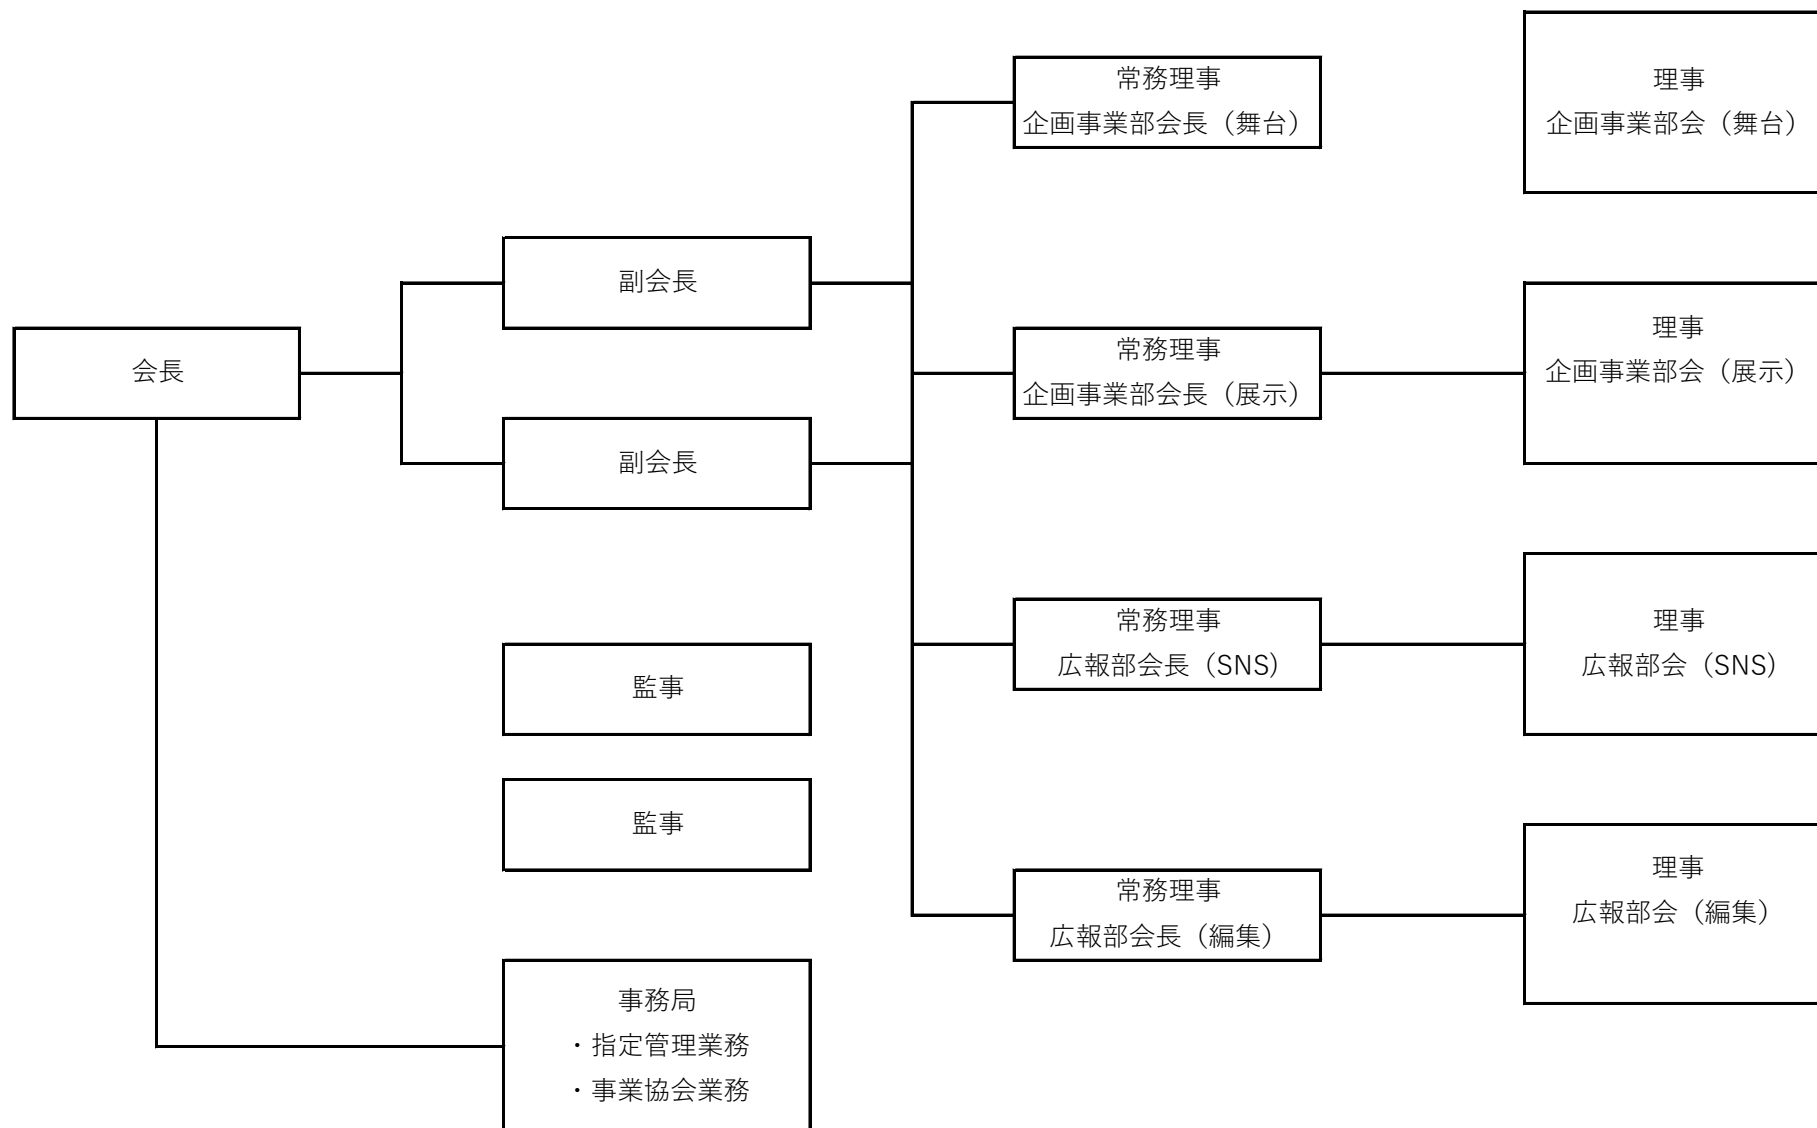 会長
副会長
副会長
監事
監事
事務局
・指定管理業務
・事業協会業務
常務理事
企画事業部会長（舞台）
常務理事
企画事業部会長（展示）
常務理事
広報部会長（SNS）
常務理事
広報部会長（編集）
理事
企画事業部会（舞台）
理事
企画事業部会（展示）
理事
広報部会（SNS）
理事
広報部会（編集）